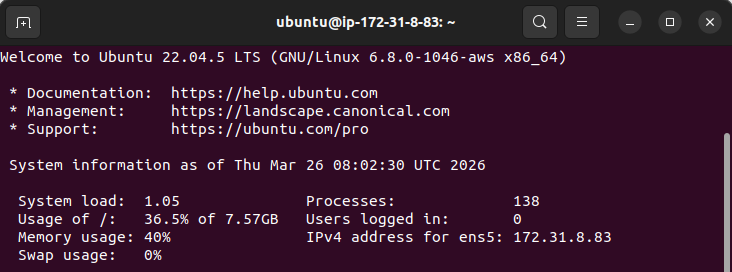 ubuntu@ip-172-31-8-83: ~
Welcome to Ubuntu 22.04.5 LTS (GNU/Linux 6.8.0-1046-aws x86_64)
* Documentation:  https://help.ubuntu.com
* Management:     https://landscape.canonical.com
* Support:        https://ubuntu.com/pro
System information as of Thu Mar 26 08:02:30 UTC 2026
System load:  1.05              Processes:             138
Usage of /:   36.5% of 7.57GB   Users logged in:       0
Memory usage: 40%               IPv4 address for ens5: 172.31.8.83
Swap usage:   0%